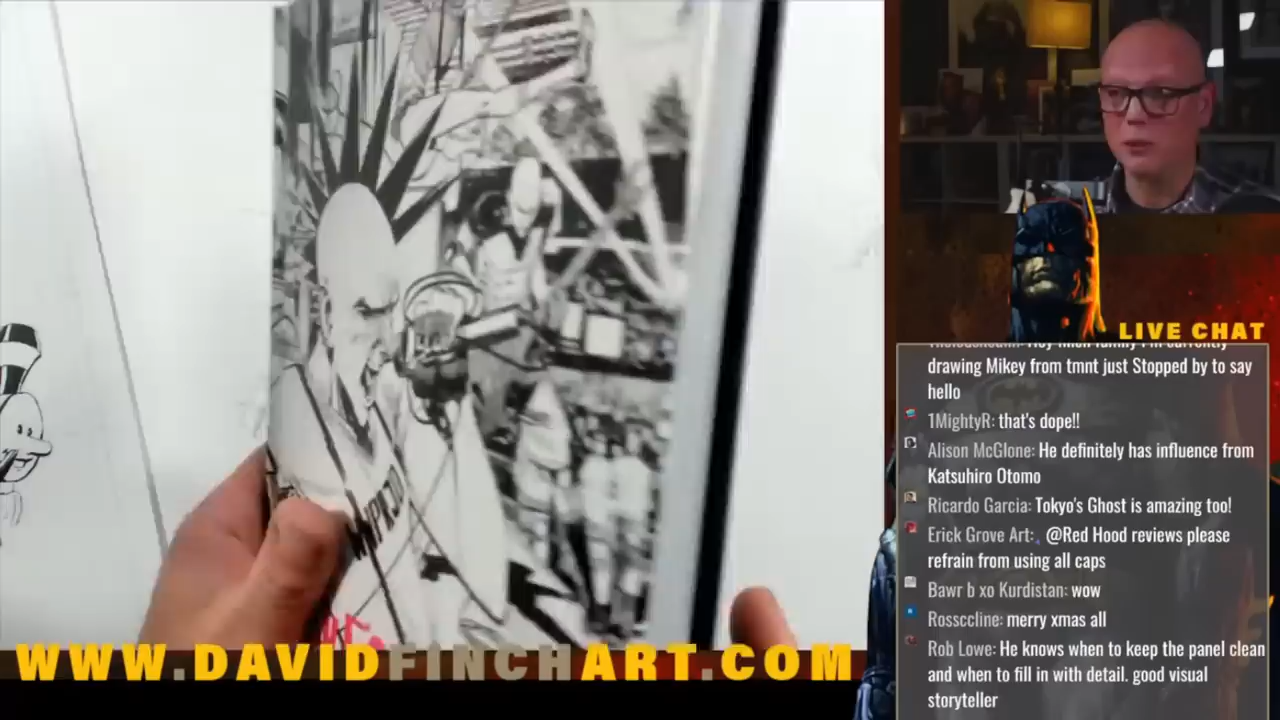 LIVE CHAT
drawing Mikey from tmnt just Stopped by to say
hello
1MightyR: that's dope!!
Alison McGlone: He definitely has influence from
Katsuhiro Otomo
Ricardo Garcia: Tokyo's Ghost is amazing too!
Erick Grove Art: @Red Hood reviews please
refrain from using all caps
Bawr b xo Kurdistan: wow
Rossccline: merry xmas all
Rob Lowe: He knows when to keep the panel clean
and when to fill in with detail. good visual
storyteller
WWW.DAVIDFINCHART.COM